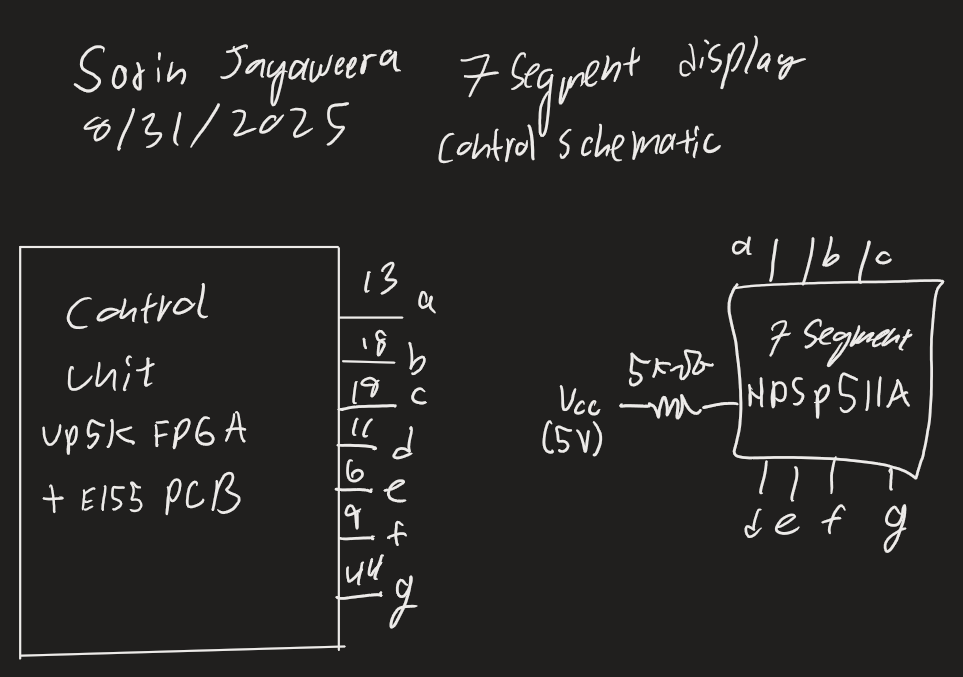 Sorin Jayaweera
8/31/2025
7 Segment display
control schematic
Control
Unit
up5k FPGA
+ E155 PCB
13 a
18 b
19 c
11 d
6 e
9 f
44 g
Vcc
(5V)
a b c
7 Segment
HDSP511A
d e f g